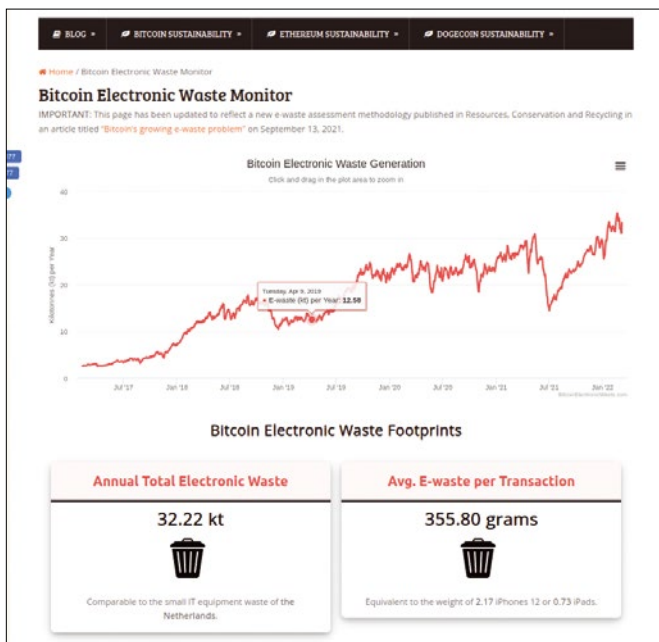 BLOG » BITCOIN SUSTAINABILITY » ETHEREUM SUSTAINABILITY » DOGECOIN SUSTAINABILITY »
Home / Bitcoin Electronic Waste Monitor
Bitcoin Electronic Waste Monitor
IMPORTANT: This page has been updated to reflect a new e-waste assessment methodology published in Resources, Conservation and Recycling in
an article titled "Bitcoin's growing e-waste problem" on September 13, 2021.
Bitcoin Electronic Waste Generation
Click and drag in the plot area to zoom in
Kilotonnes (kt) per Year
40
30
20
10
0
Tuesday, Apr 9, 2019
● E-waste (kt) per Year: 12.58
Jul '17 Jan '18 Jul '18 Jan '19 Jul '19 Jan '20 Jul '20 Jan '21 Jul '21 Jan '22
BitcoinElectronicWaste.com
Bitcoin Electronic Waste Footprints
Annual Total Electronic Waste
32.22 kt
Comparable to the small IT equipment waste of the
Netherlands.
Avg. E-waste per Transaction
355.80 grams
Equivalent to the weight of 2.17 iPhones 12 or 0.73 iPads.